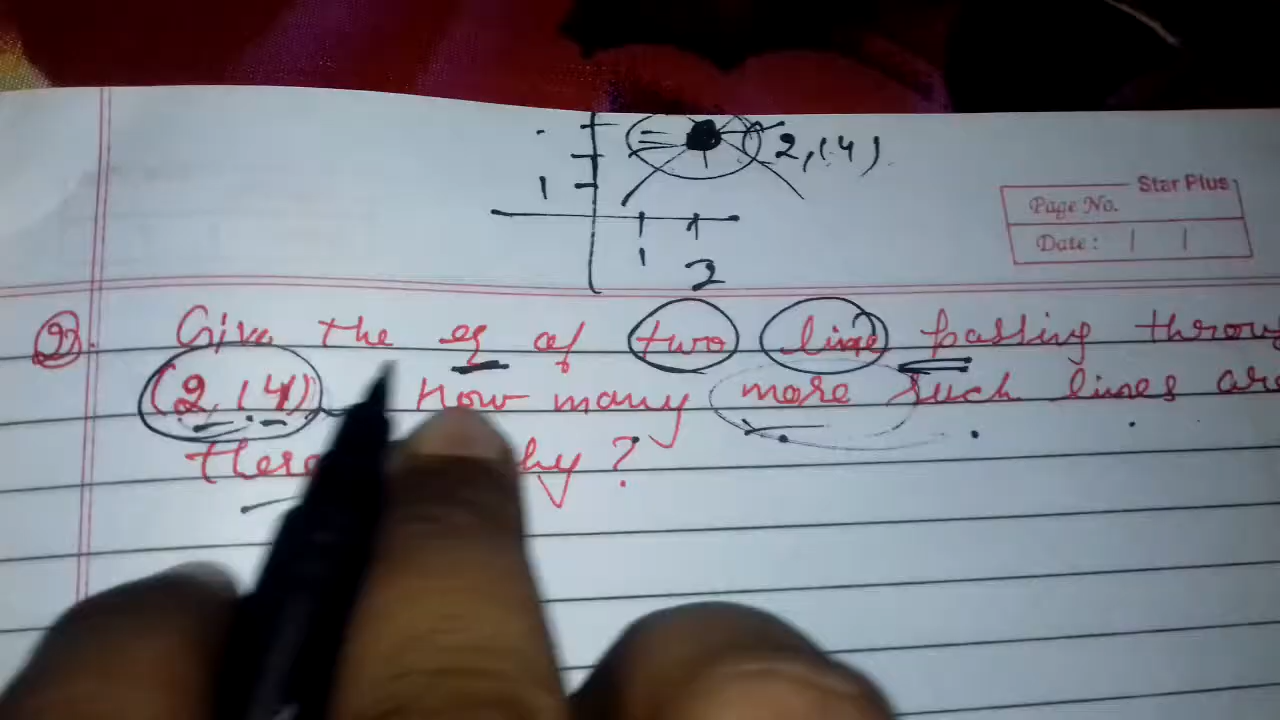 2,(4)
1
1 2
Star Plus
Page No.
Date :
Q Give the eq of two line passing throu
(2, 14) How many more such lines are
there hy ?